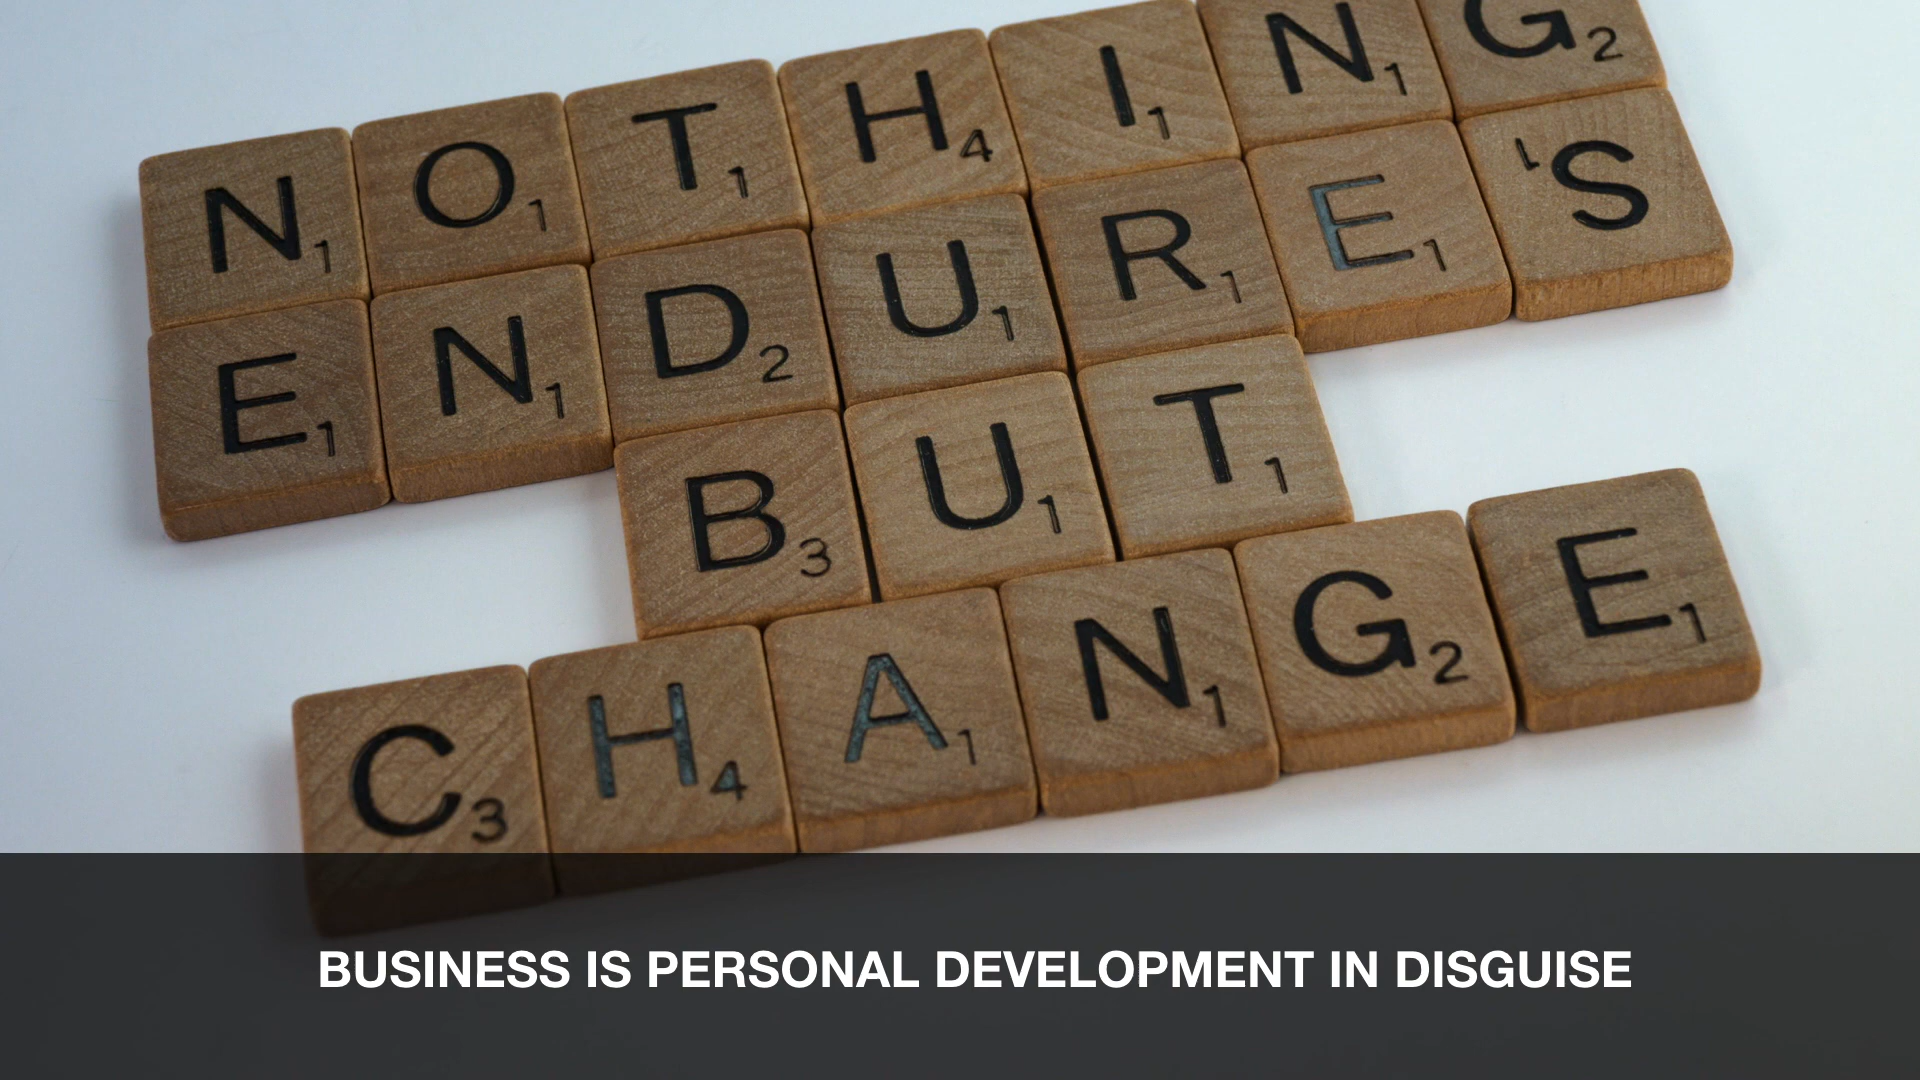 NOTHING
ENDURE'S
BUT
CHANGE
BUSINESS IS PERSONAL DEVELOPMENT IN DISGUISE